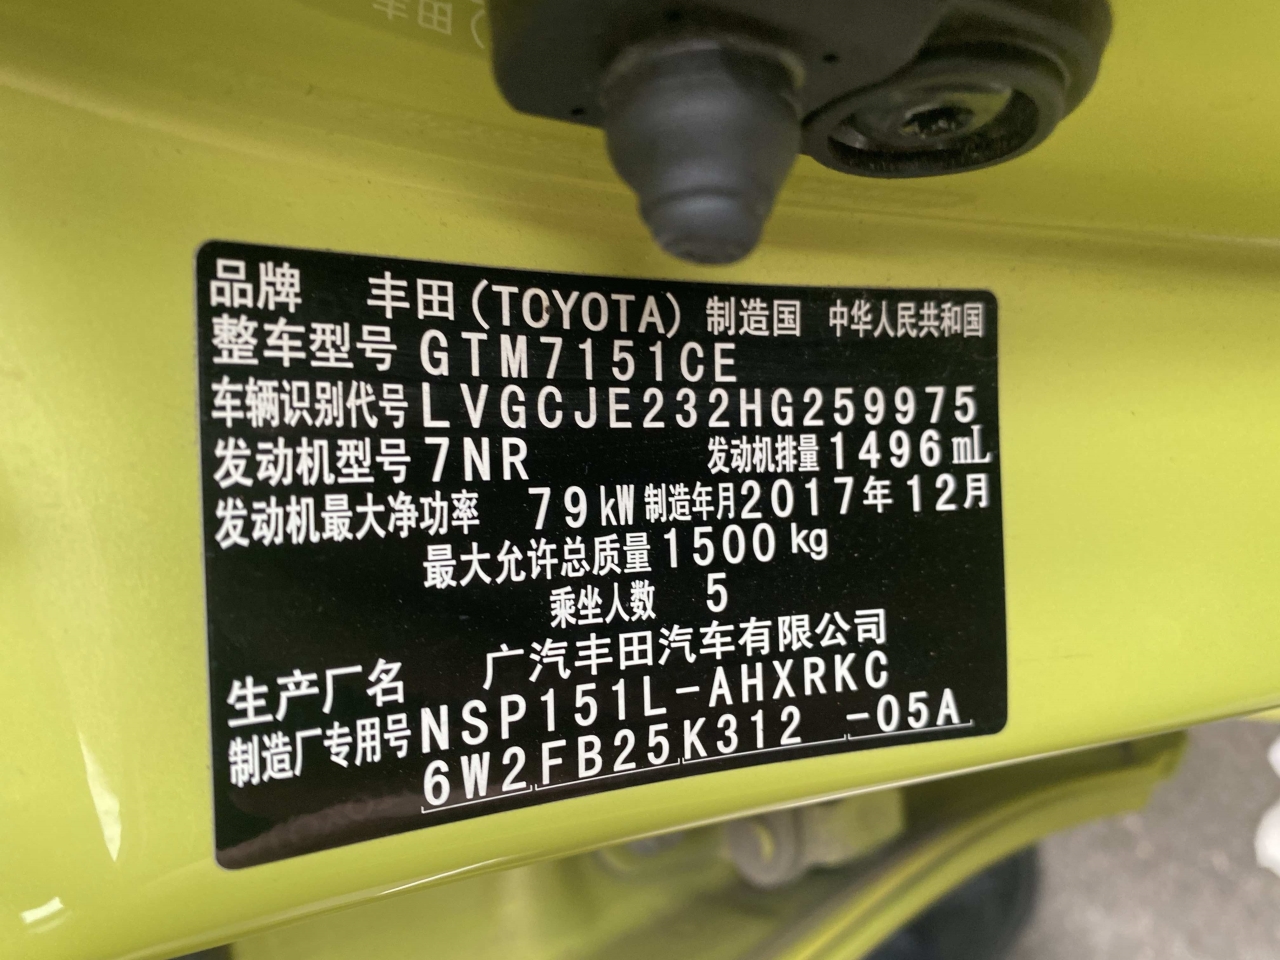 品牌 丰田(TOYOTA) 制造国 中华人民共和国
整车型号 GTM7151CE
车辆识别代号 LVGCJE232HG259975
发动机型号 7NR 发动机排量 1496 mL
发动机最大净功率 79 kW 制造年月 2017年12月
最大允许总质量 1500 kg
乘坐人数 5
生产厂名 广汽丰田汽车有限公司
制造厂专用号 NSP151L-AHXRKC
6W2FB25K312 -05A